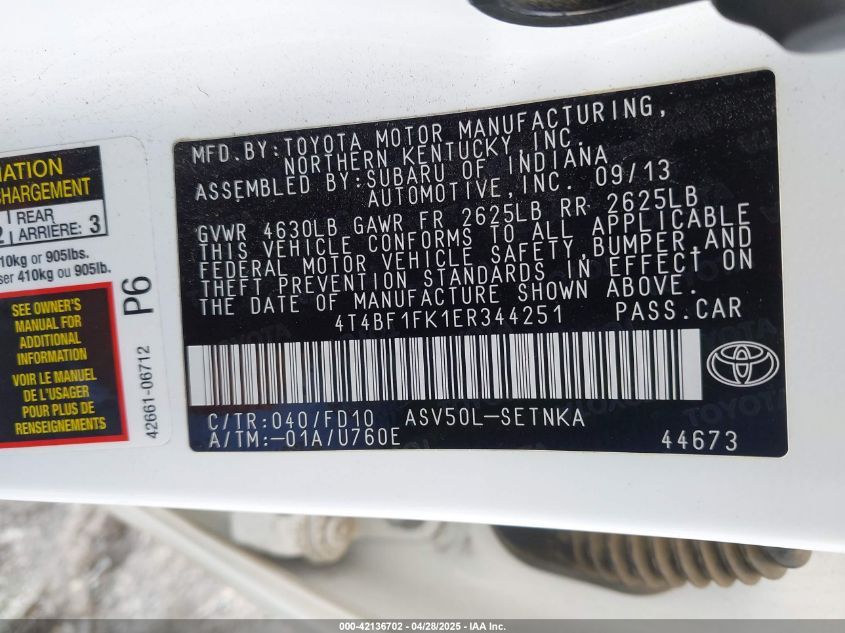 MFD.BY:TOYOTA MOTOR MANUFACTURING,
NORTHERN KENTUCKY, INC.
ASSEMBLED BY:SUBARU OF INDIANA
AUTOMOTIVE,INC. 09/13
GVWR 4630LB GAWR FR 2625LB RR 2625LB
THIS VEHICLE CONFORMS TO ALL APPLICABLE
FEDERAL MOTOR VEHICLE SAFETY,BUMPER,AND
THEFT PREVENTION STANDARDS IN EFFECT ON
THE DATE OF MANUFACTURE SHOWN ABOVE.
4T4BF1FK1ER344251 PASS.CAR
C/TR:040/FD10 ASV50L-SETNKA
A/TM:-01A/U760E
44673
MATION
CHARGEMENT
REAR
2 ARRIÈRE: 3
10kg or 905lbs.
ser 410kg ou 905lb.
SEE OWNER'S
MANUAL FOR
ADDITIONAL
INFORMATION
VOIR LE MANUEL
DE L'USAGER
POUR PLUS DE
RENSEIGNEMENTS
P6
42661-06712
000-42136702 - 04/28/2025 - IAA Inc.